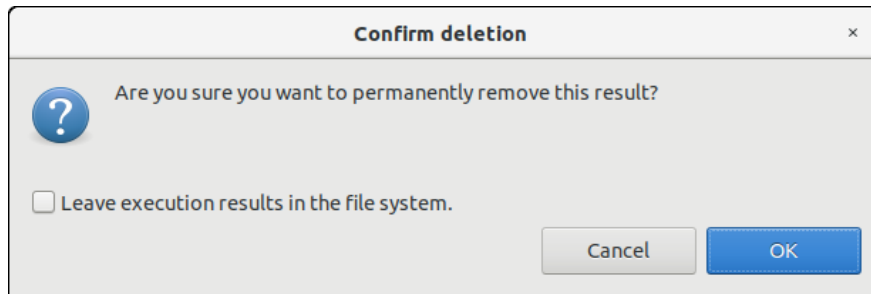 Confirm deletion
Are you sure you want to permanently remove this result?
Leave execution results in the file system.
Cancel
OK